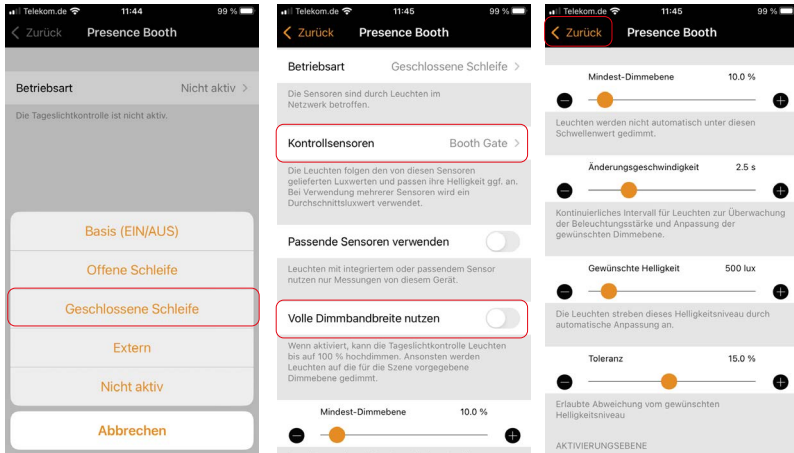 Telekom.de 11:44 99 %
Zurück Presence Booth
Betriebsart Nicht aktiv
Die Tageslichtkontrolle ist nicht aktiv.
Basis (EIN/AUS)
Offene Schleife
Geschlossene Schleife
Extern
Nicht aktiv
Abbrechen
Telekom.de 11:45 99 %
Zurück Presence Booth
Betriebsart Geschlossene Schleife
Die Sensoren sind durch Leuchten im
Netzwerk betroffen.
Kontrollsensoren Booth Gate
Die Leuchten folgen den von diesen Sensoren
gelieferten Luxwerten und passen ihre Helligkeit ggf. an.
Bei Verwendung mehrerer Sensoren wird ein
Durchschnittsluxwert verwendet.
Passende Sensoren verwenden
Leuchten mit integriertem oder passendem Sensor
nutzen nur Messungen von diesem Gerät.
Volle Dimmbandbreite nutzen
Wenn aktiviert, kann die Tageslichtkontrolle Leuchten
bis auf 100 % hochdimmen. Ansonsten werden
Leuchten auf die für die Szene vorgegebene
Dimmebene gedimmt.
Mindest-Dimmebene 10.0 %
Telekom.de 11:45 99 %
Zurück Presence Booth
Mindest-Dimmebene 10.0 %
Leuchten werden nicht automatisch unter diesen
Schwellenwert gedimmt.
Änderungsgeschwindigkeit 2.5 s
Kontinuierliches Intervall für Leuchten zur Überwachung
der Beleuchtungsstärke und Anpassung der
gewünschten Dimmebene.
Gewünschte Helligkeit 500 lux
Die Leuchten streben dieses Helligkeitsniveau durch
automatische Anpassung an.
Toleranz 15.0 %
Erlaubte Abweichung vom gewünschten
Helligkeitsniveau
AKTIVIERUNGSEBENE